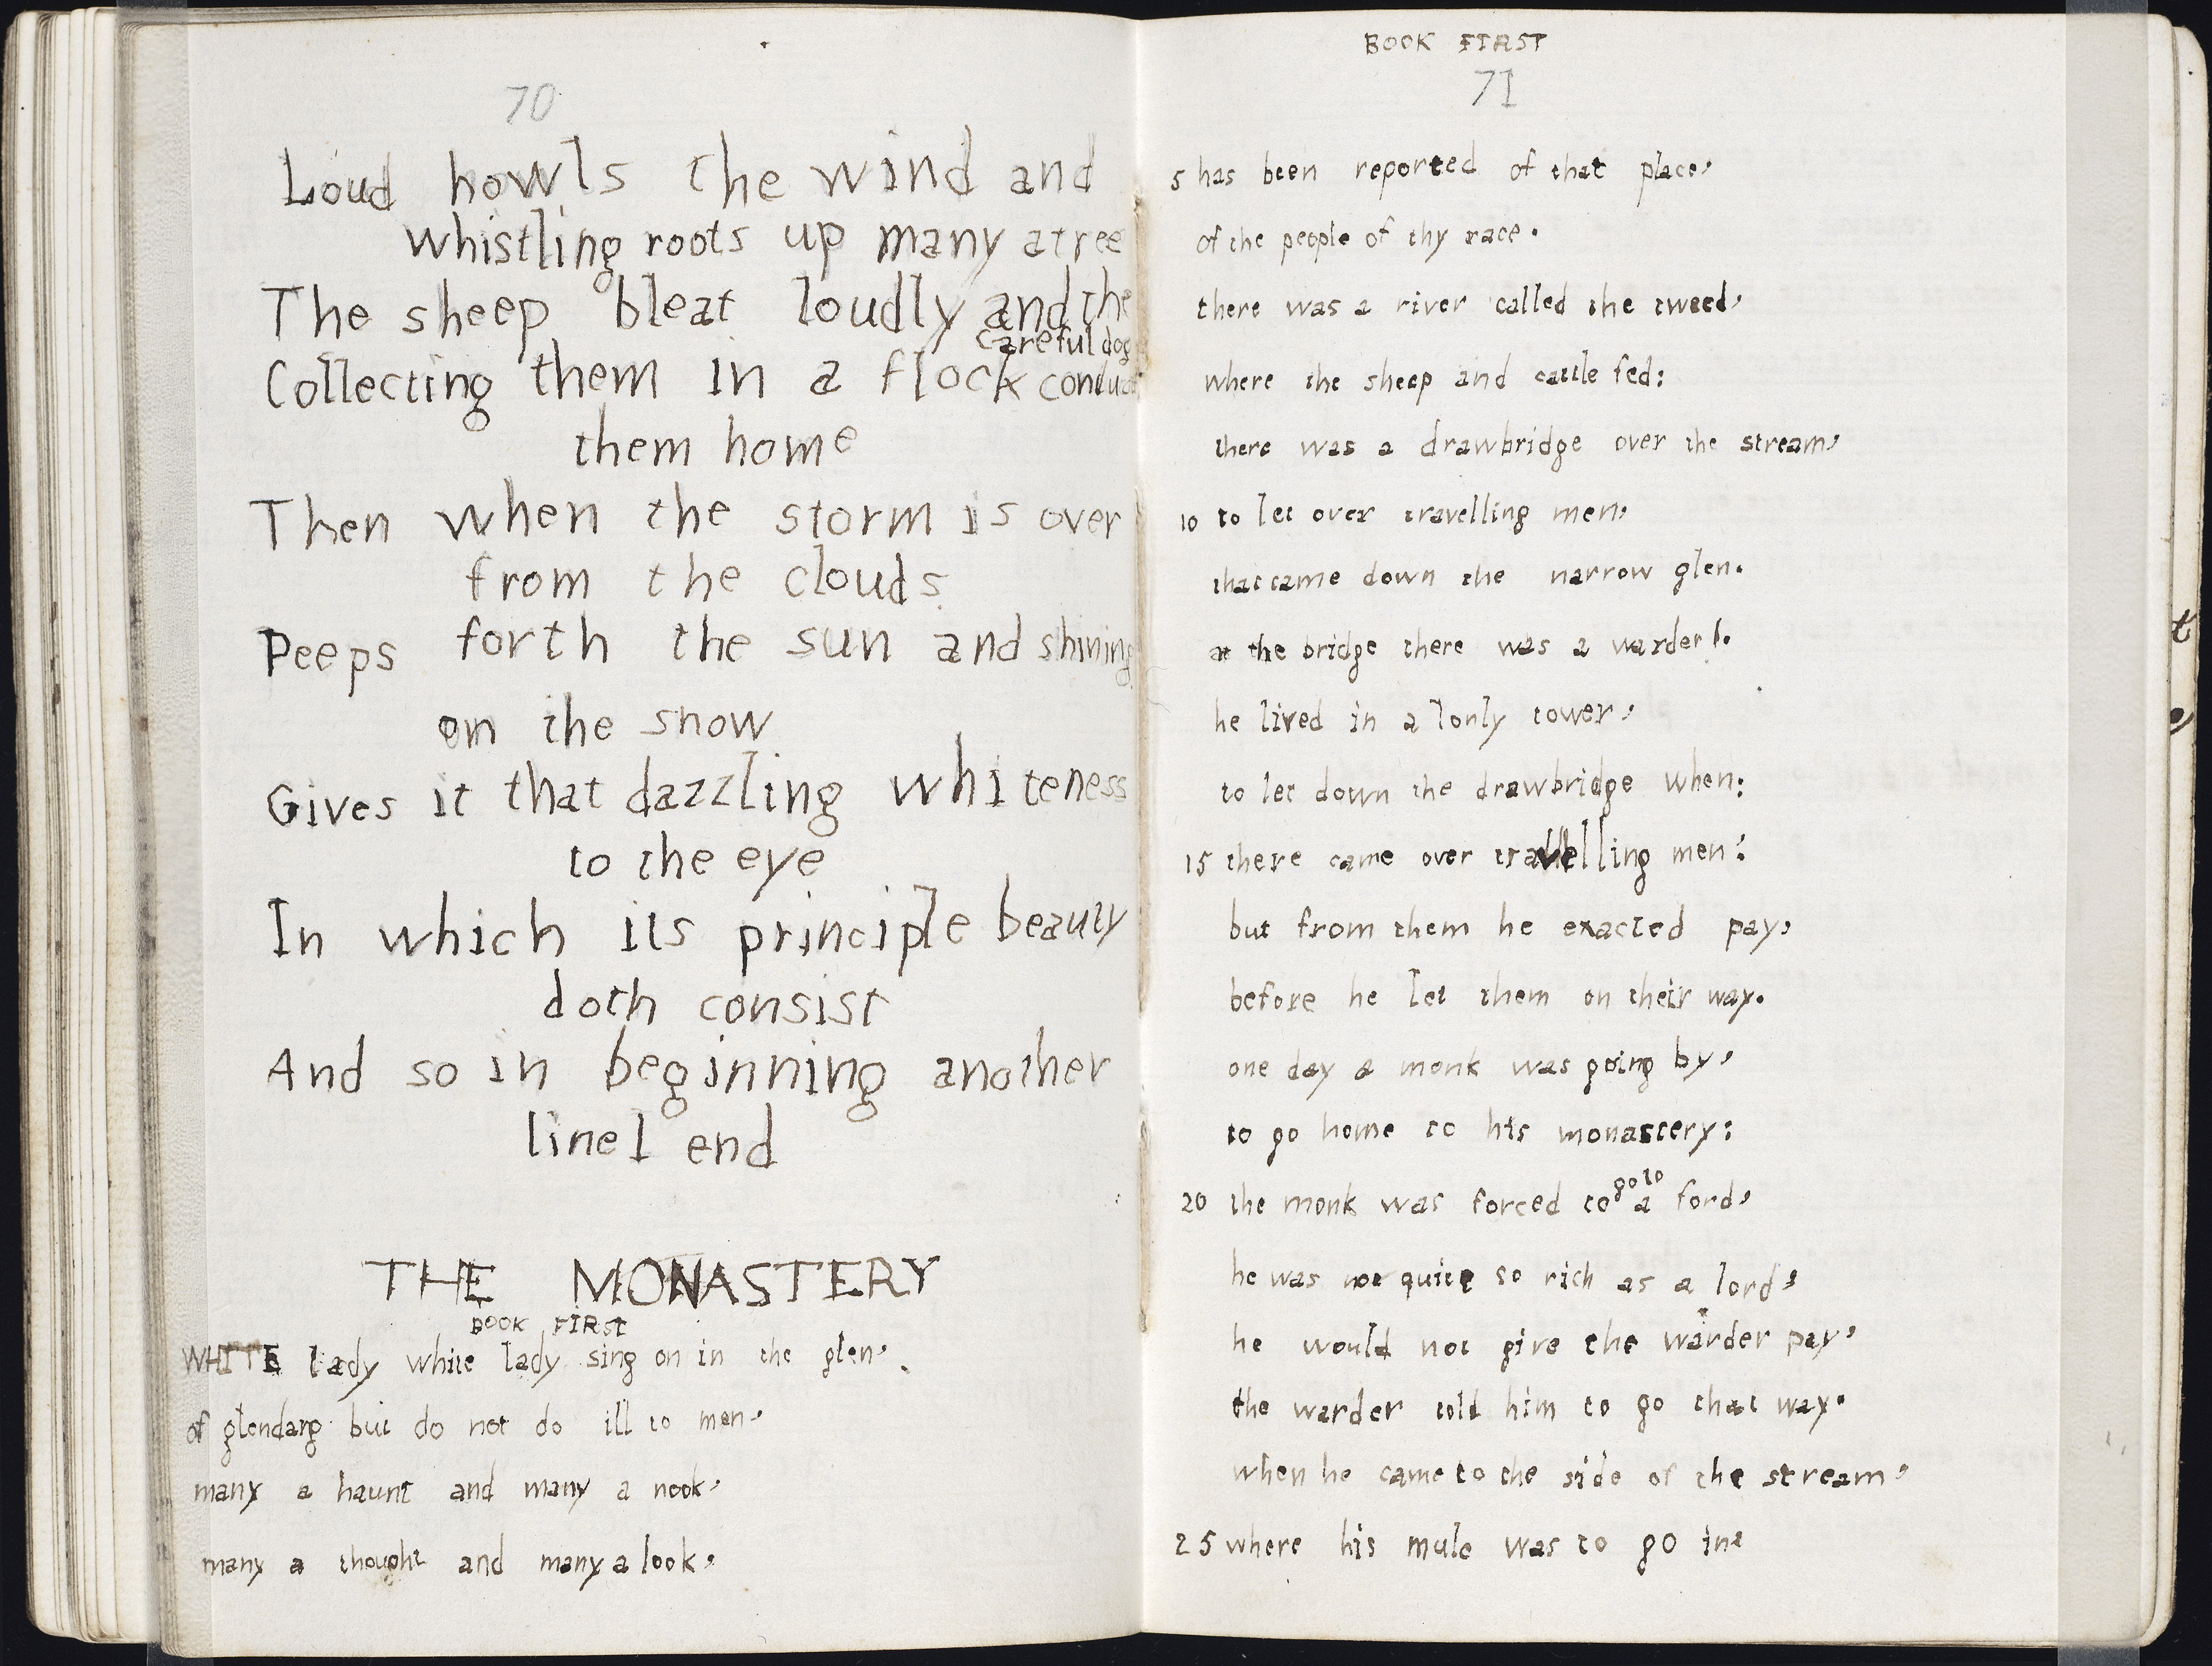 70
Loud howls the wind and
whistling roots up many a tree
The sheep bleat loudly and the
careful dog
Collecting them in a flock conduct
them home
Then when the storm is over
from the clouds
Peeps forth the sun and shining
on the snow
Gives it that dazzling whiteness
to the eye
In which its principle beauty
doth consist
And so in beginning another
line I end
THE MONASTERY
BOOK FIRST
WHITE lady white lady sing on in the glen,
of glendarg but do not do ill to men,
many a haunt and many a nook,
many a thought and many a look,
BOOK FIRST
71
5 has been reported of that place,
of the people of thy race.
there was a river called the tweed,
where the sheep and cattle fed:
there was a drawbridge over the stream,
10 to let over travelling men,
that came down the narrow glen.
at the bridge there was a warder.
he lived in a lonly tower,
to let down the drawbridge when:
15 there came over travelling men:
but from them he exacted pay,
before he let them on their way.
one day a monk was going by,
to go home to his monastery:
go to
20 the monk was forced to a ford,
he was not quite so rich as a lord,
he would not give the warder pay,
the warder told him to go that way.
when he came to the side of the stream,
25 where his mule was to go in,